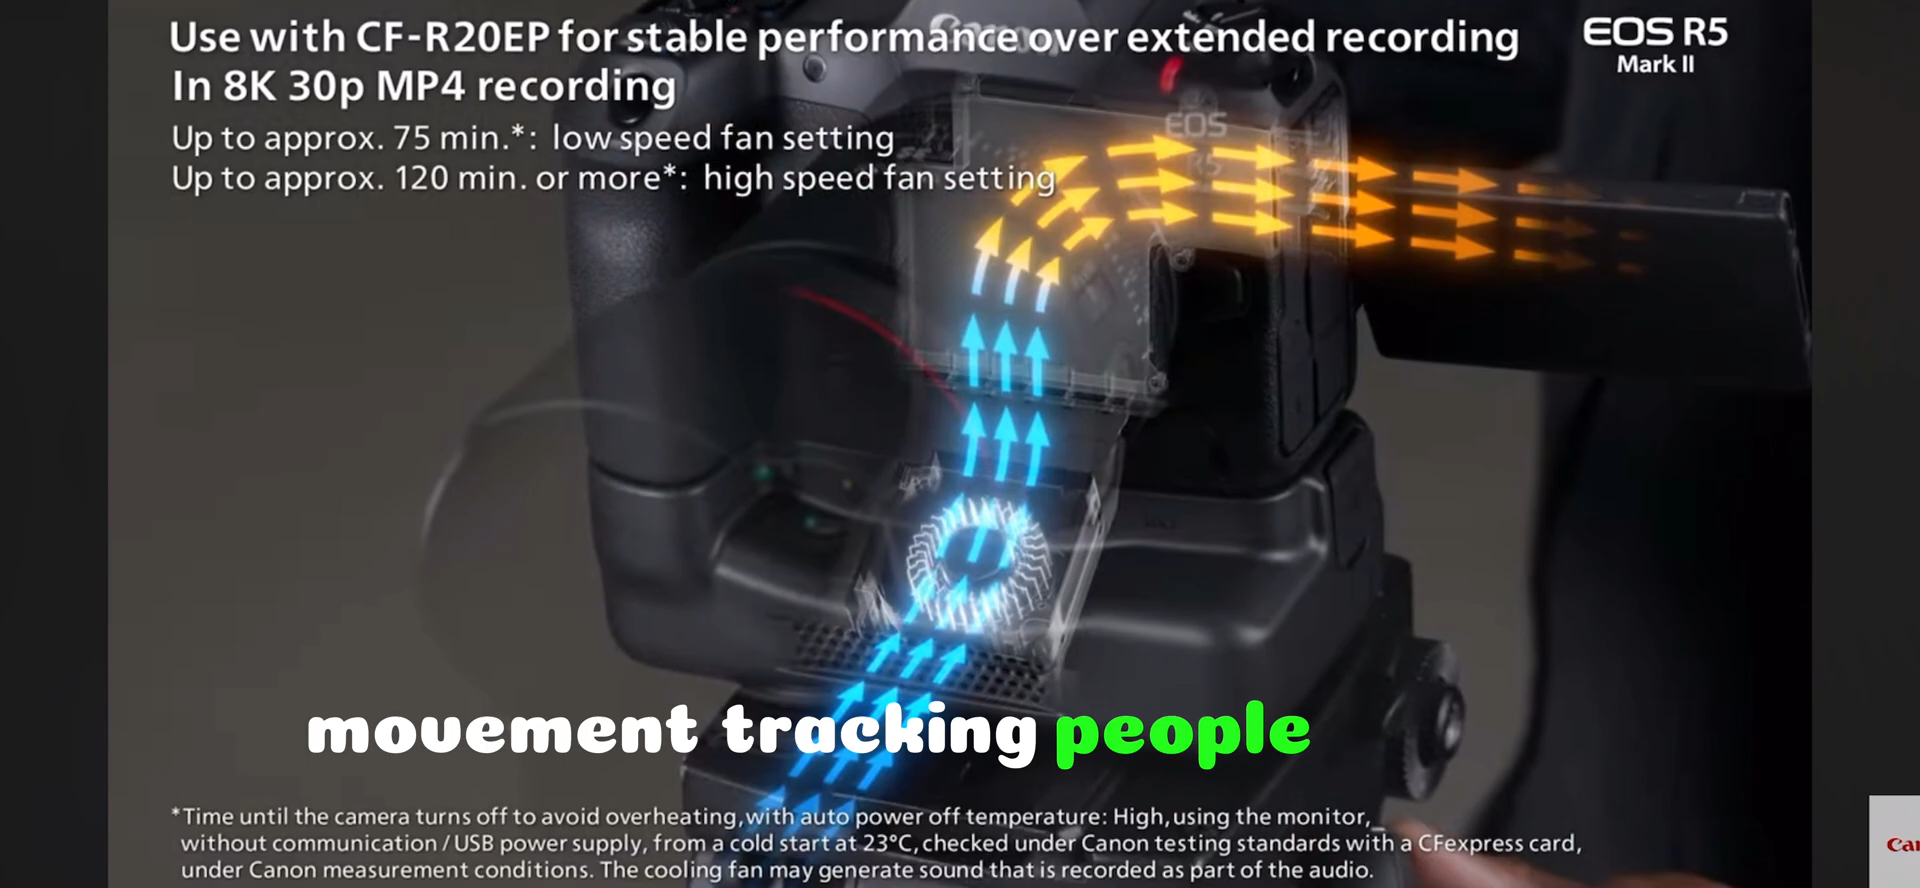 Canon
Use with CF-R20EP for stable performance over extended recording
In 8K 30p MP4 recording
EOS R5
Mark II
Up to approx. 75 min.*: low speed fan setting
Up to approx. 120 min. or more*: high speed fan setting
EOS
R5
movement tracking people
*Time until the camera turns off to avoid overheating, with auto power off temperature: High, using the monitor,
without communication / USB power supply, from a cold start at 23°C, checked under Canon testing standards with a CFexpress card,
under Canon measurement conditions. The cooling fan may generate sound that is recorded as part of the audio.